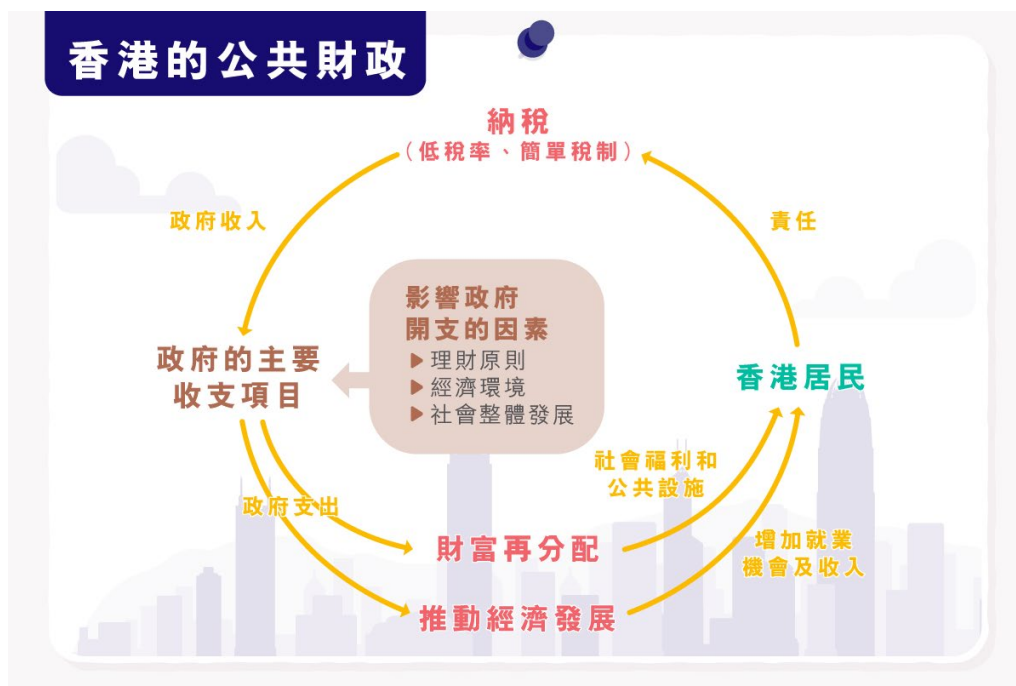 香港的公共財政
納稅
（低稅率、簡單稅制）
政府收入
責任
影響政府
開支的因素
▶理財原則
▶經濟環境
▶社會整體發展
政府的主要
收支項目
香港居民
社會福利和
公共設施
政府支出
財富再分配
增加就業
機會及收入
推動經濟發展